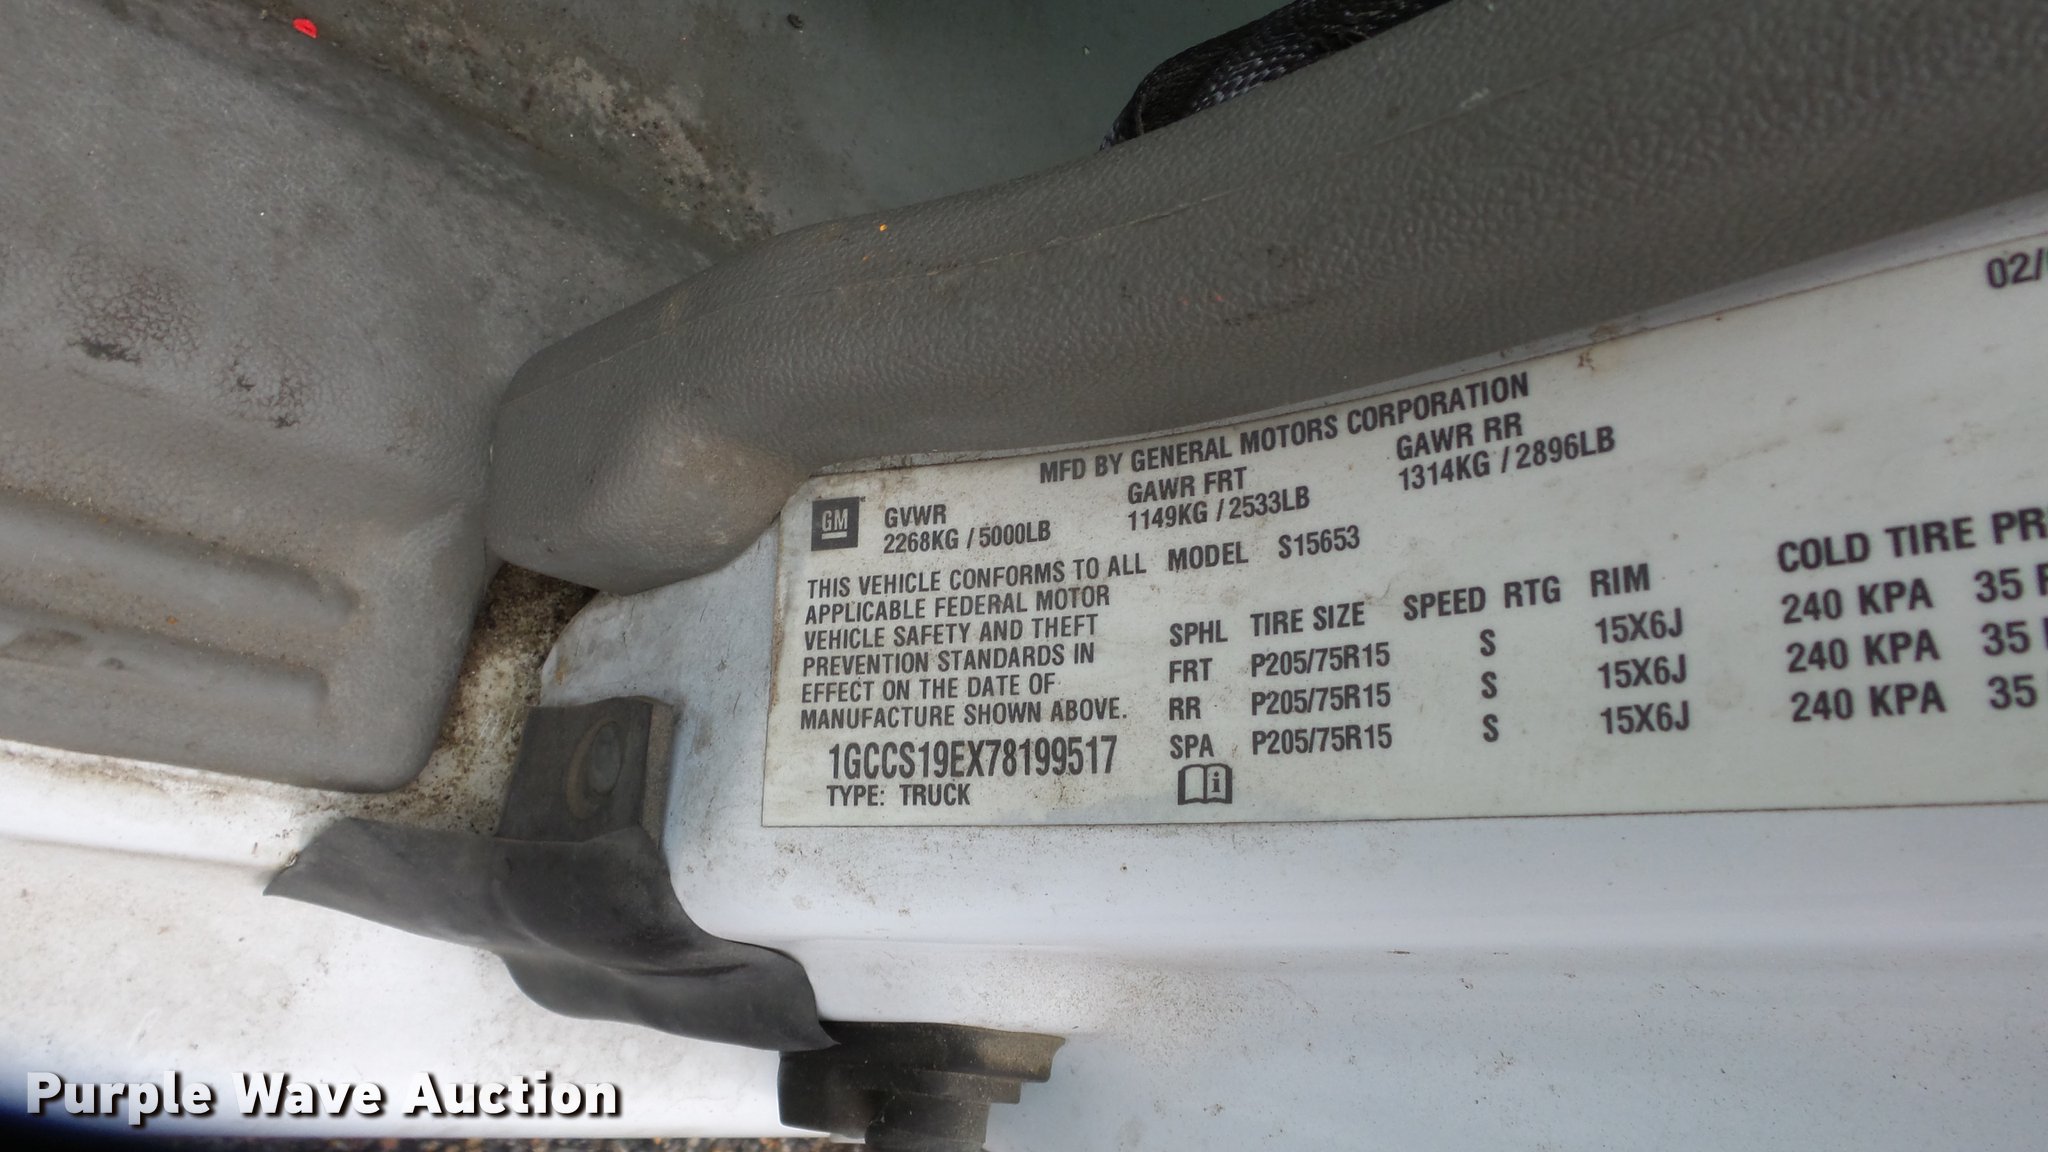 02/
MFD BY GENERAL MOTORS CORPORATION
GM GVWR GAWR FRT GAWR RR
2268KG / 5000LB 1149KG / 2533LB 1314KG / 2896LB
THIS VEHICLE CONFORMS TO ALL
APPLICABLE FEDERAL MOTOR
VEHICLE SAFETY AND THEFT
PREVENTION STANDARDS IN
EFFECT ON THE DATE OF
MANUFACTURE SHOWN ABOVE.
1GCCS19EX78199517
TYPE: TRUCK
MODEL S15653
SPHL TIRE SIZE SPEED RTG RIM COLD TIRE PR
FRT P205/75R15 S 15X6J 240 KPA 35
RR P205/75R15 S 15X6J 240 KPA 35
SPA P205/75R15 S 15X6J 240 KPA 35
i
Purple Wave Auction